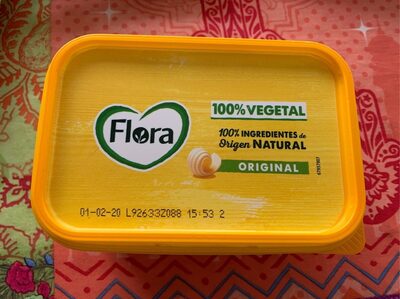 Flora
100% VEGETAL
100% INGREDIENTES de
Origen NATURAL
ORIGINAL
01-02-20 L92633Z088 15:53 2